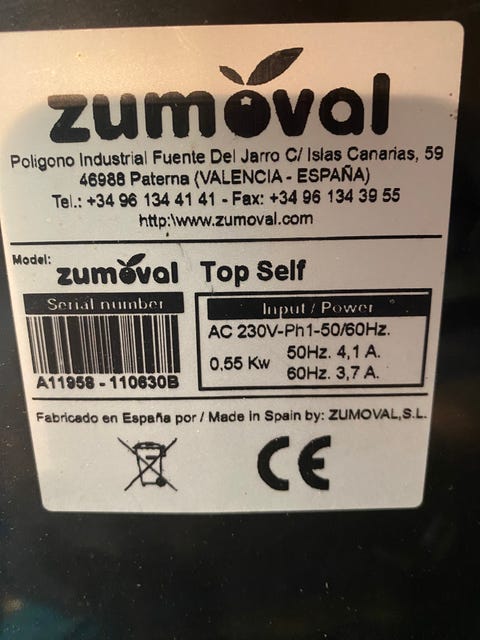 zumoval
Poligono Industrial Fuente Del Jarro C/ Islas Canarias, 59
46988 Paterna (VALENCIA - ESPAÑA)
Tel.: +34 96 134 41 41 - Fax: +34 96 134 39 55
http:\www.zumoval.com
Model:
zumoval Top Self
Serial number
Input / Power
AC 230V-Ph1-50/60Hz.
0,55 Kw
50Hz. 4,1 A.
60Hz. 3,7 A.
A11958 - 110630B
Fabricado en España por / Made in Spain by: ZUMOVAL,S.L.
CE